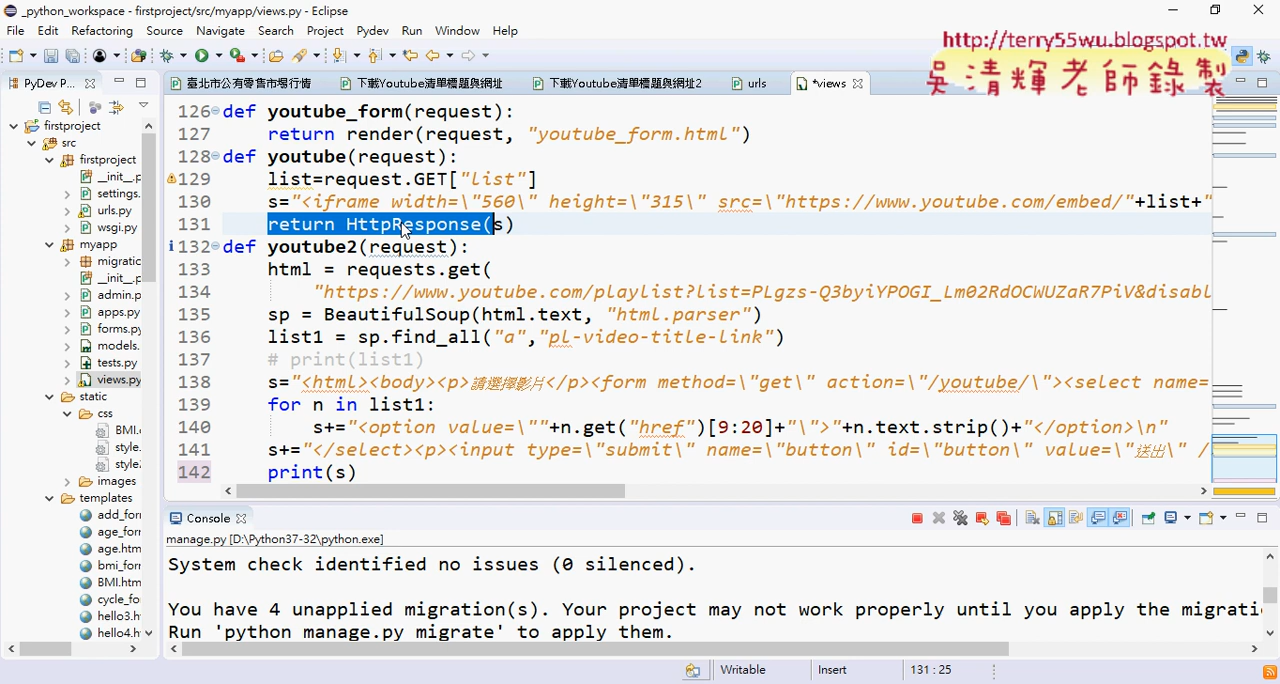 _python_workspace - firstproject/src/myapp/views.py - Eclipse
File Edit Refactoring Source Navigate Search Project Pydev Run Window Help
http://terry55wu.blogspot.tw
吳清輝老師錄製
PyDev P...
臺北市公有零售市場行情
下載Youtube清單標題與網址
下載Youtube清單標題與網址2
urls
*views
firstproject
src
firstproject
__init__.p
settings.
urls.py
wsgi.py
myapp
migratic
__init__.p
admin.p
apps.py
forms.py
models.
tests.py
views.py
static
css
BMI.
style.
style2
images
templates
add_for
age_for
age.htm
bmi_for
BMI.htm
cycle_fo
hello3.h
hello4.h
126 def youtube_form(request):
127 return render(request, "youtube_form.html")
128 def youtube(request):
129 list=request.GET["list"]
130 s="<iframe width=\"560\" height=\"315\" src=\"https://www.youtube.com/embed/"+list+"
131 return HttpResponse(s)
132 def youtube2(request):
133 html = requests.get(
134 "https://www.youtube.com/playlist?list=PLgzs-Q3byiYPOGI_Lm02RdOCWUZaR7PiV&disabl
135 sp = BeautifulSoup(html.text, "html.parser")
136 list1 = sp.find_all("a","pl-video-title-link")
137 # print(list1)
138 s="<html><body><p>請選擇影片</p><form method=\"get\" action=\"/youtube/\"><select name=
139 for n in list1:
140 s+="<option value=\""+n.get("href")[9:20]+"\">"+n.text.strip()+"</option>\n"
141 s+="</select><p><input type=\"submit\" name=\"button\" id=\"button\" value=\"送出\" /
142 print(s)
Console
manage.py [D:\Python37-32\python.exe]
System check identified no issues (0 silenced).
You have 4 unapplied migration(s). Your project may not work properly until you apply the migrati
Run 'python manage.py migrate' to apply them.
Writable Insert 131 : 25